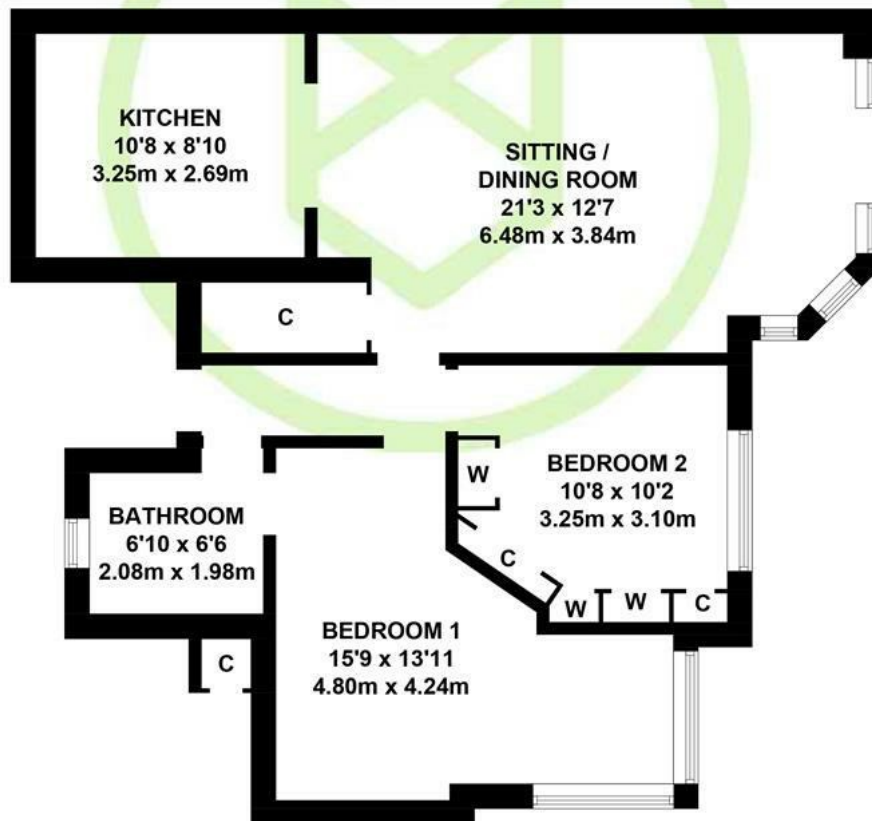 KITCHEN
10'8 x 8'10
3.25m x 2.69m
SITTING /
DINING ROOM
21'3 x 12'7
6.48m x 3.84m
C
W
BEDROOM 2
10'8 x 10'2
3.25m x 3.10m
BATHROOM
6'10 x 6'6
2.08m x 1.98m
C
W
W
C
BEDROOM 1
15'9 x 13'11
4.80m x 4.24m
C